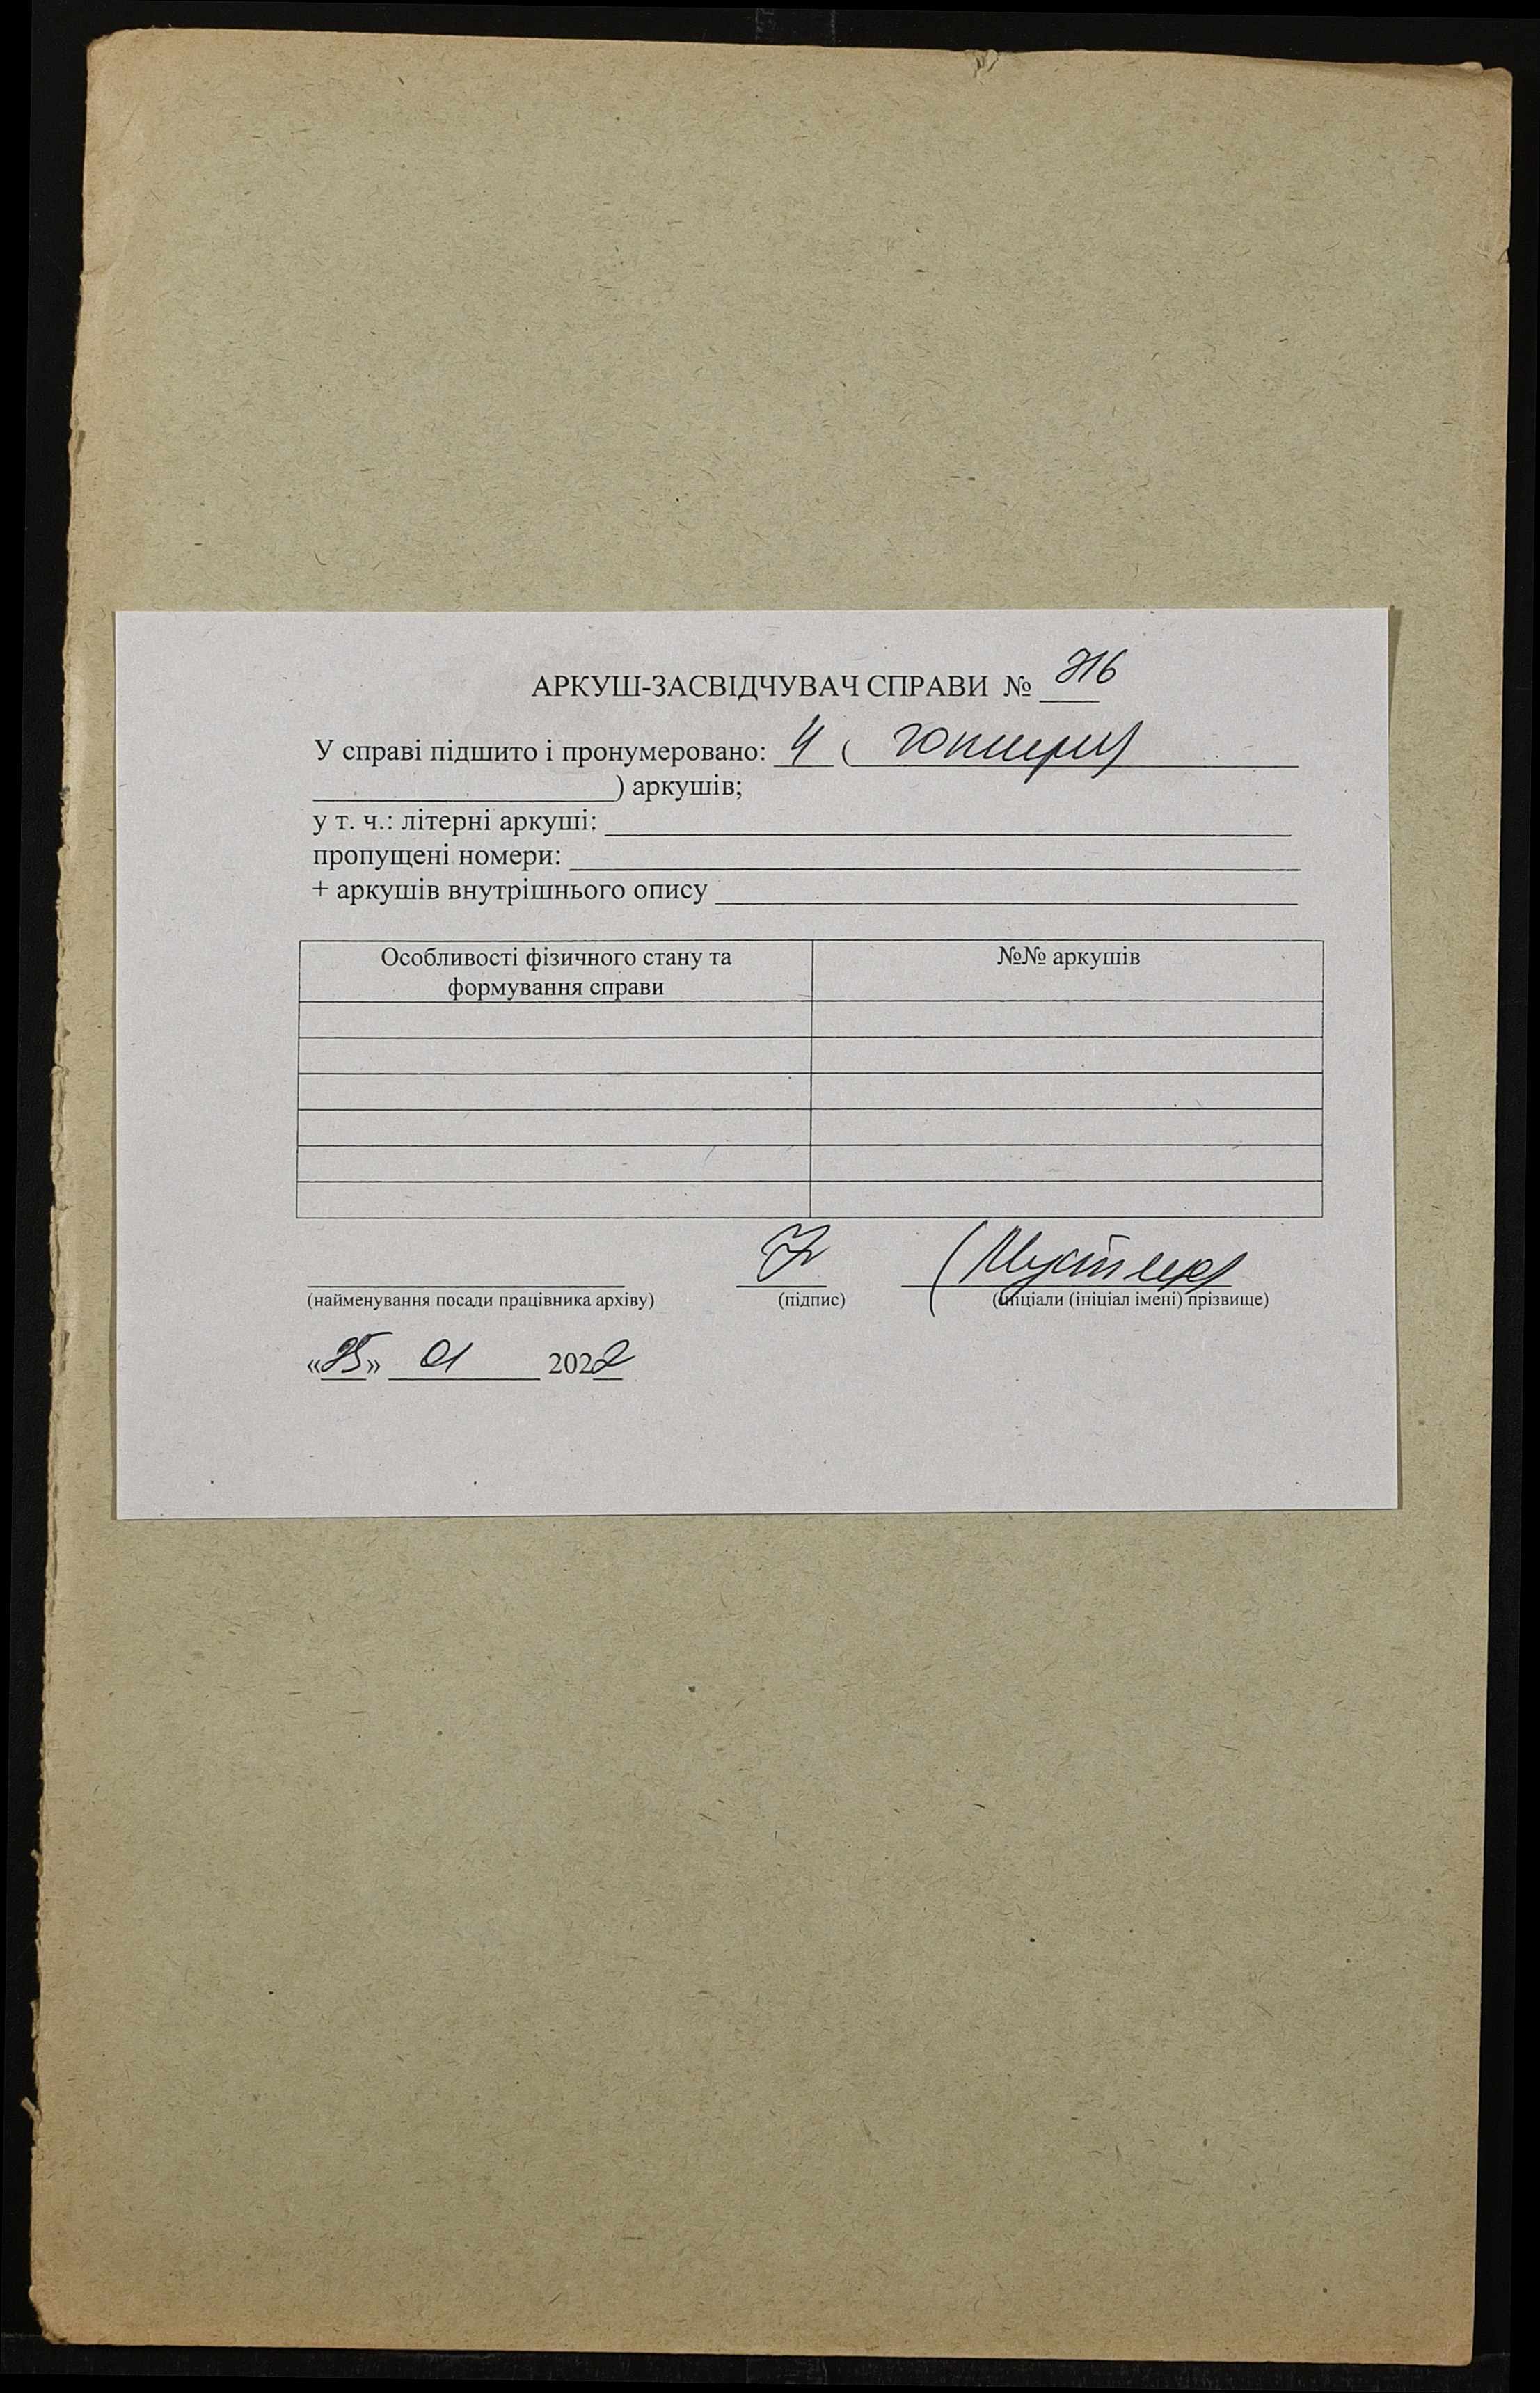 АРКУШ-ЗАСВІДЧУВАЧ СПРАВИ №
У справі підшито і пронумеровано: 4 ( чотири
) аркушів;
у т. ч.: літерні аркуші:
пропущені номери:
+ аркушів внутрішнього опису
Особливості фізичного стану та
формування справи
№№ аркушів
(найменування посади працівника архіву)
(підпис)
(ініціали (ініціал імені) прізвище)
«25» 01 2022